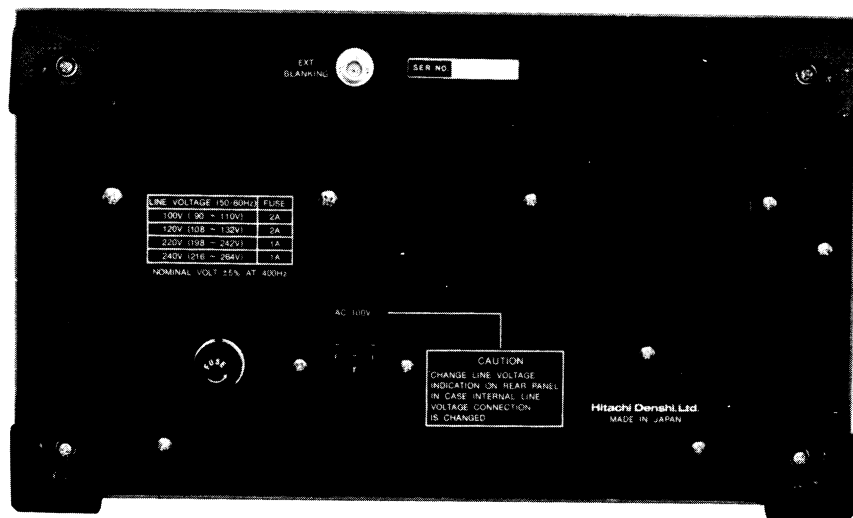 EXT
BLANKING
SER NO
LINE VOLTAGE (50-60Hz) FUSE
100V ( 90 ~ 110V) 2A
120V (108 ~ 132V) 2A
220V (198 ~ 242V) 1A
240V (216 ~ 264V) 1A
NOMINAL VOLT ±5% AT 400Hz
AC 100V
FUSE
CAUTION
CHANGE LINE VOLTAGE
INDICATION ON REAR PANEL
IN CASE INTERNAL LINE
VOLTAGE CONNECTION
IS CHANGED
Hitachi Denshi, Ltd.
MADE IN JAPAN